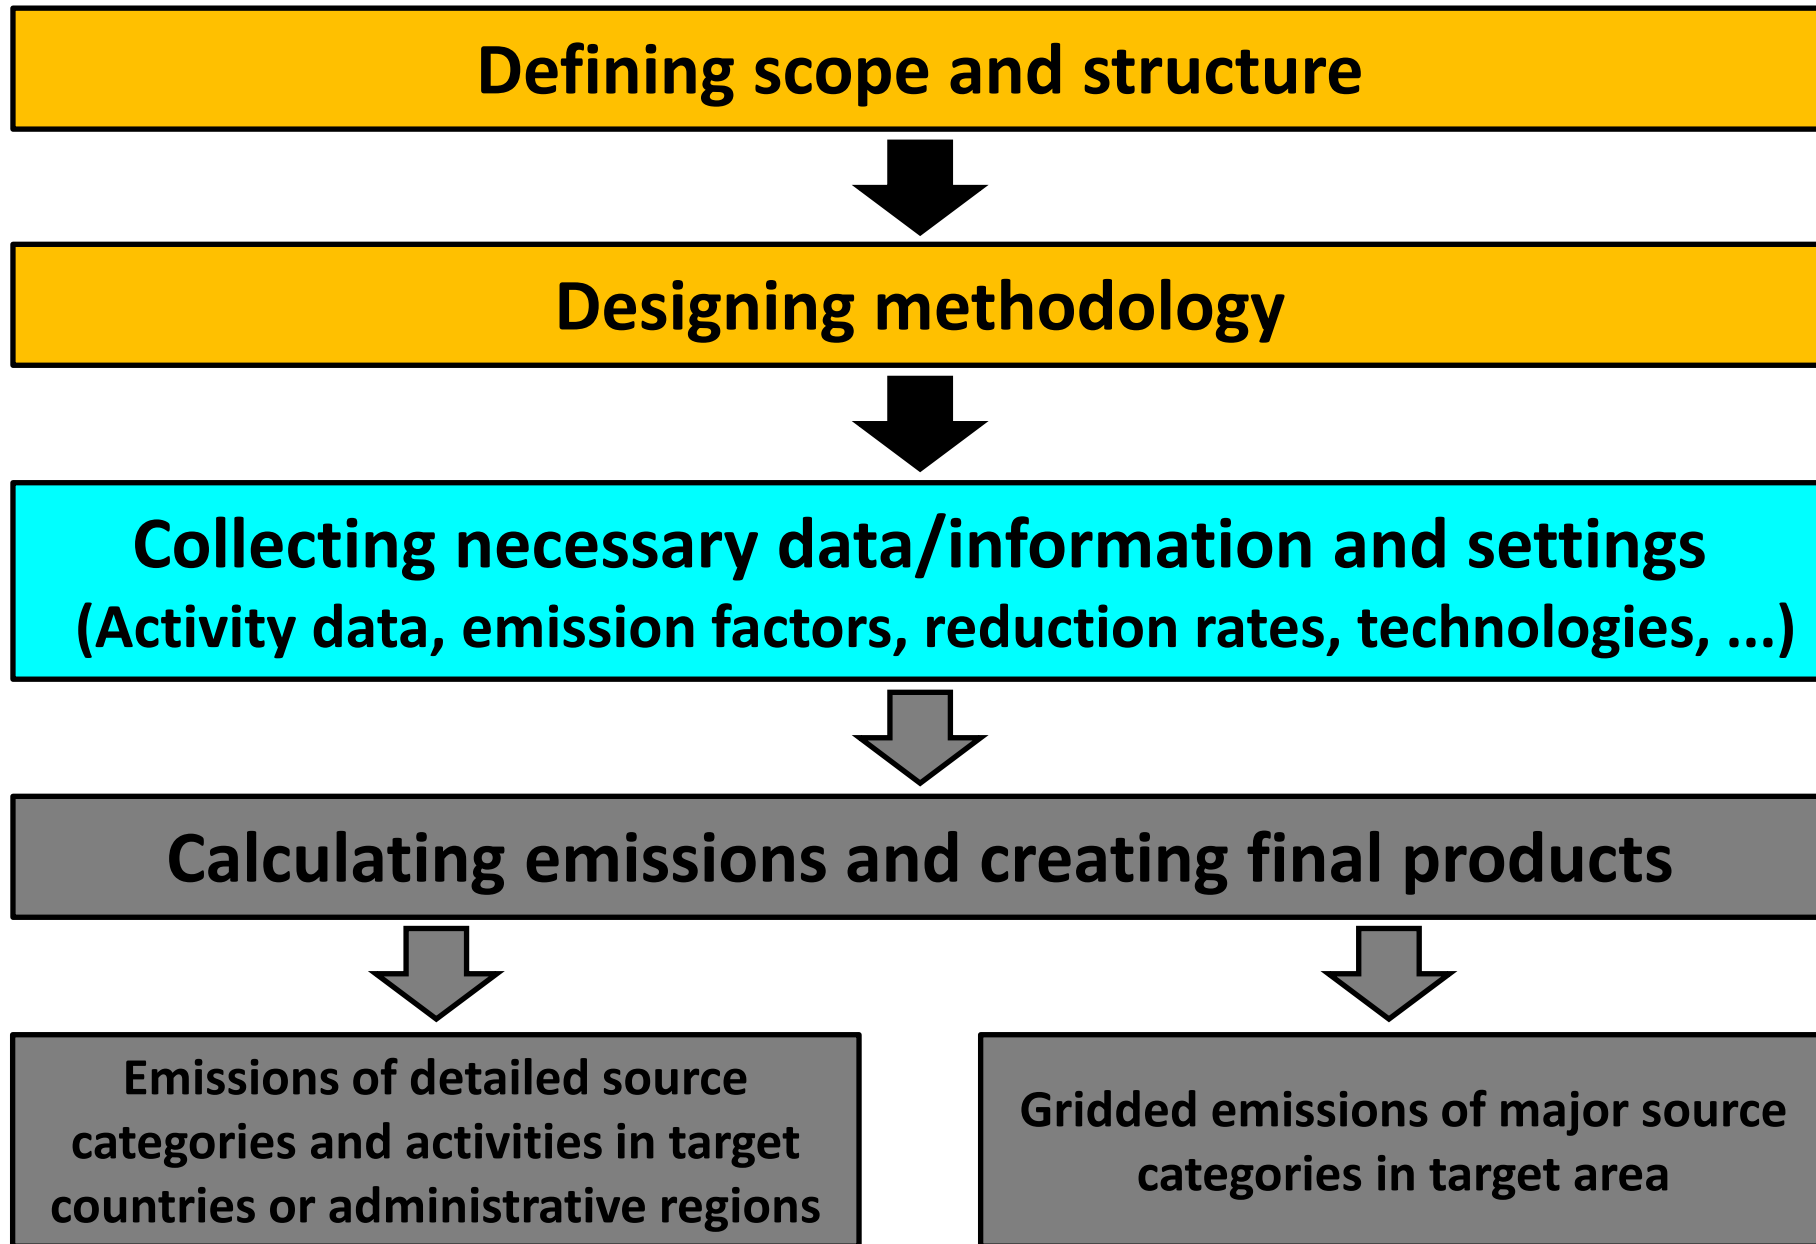 Defining scope and structure
Designing methodology
Collecting necessary data/information and settings
(Activity data, emission factors, reduction rates, technologies, ...)
Calculating emissions and creating final products
Emissions of detailed source
categories and activities in target
countries or administrative regions
Gridded emissions of major source
categories in target area